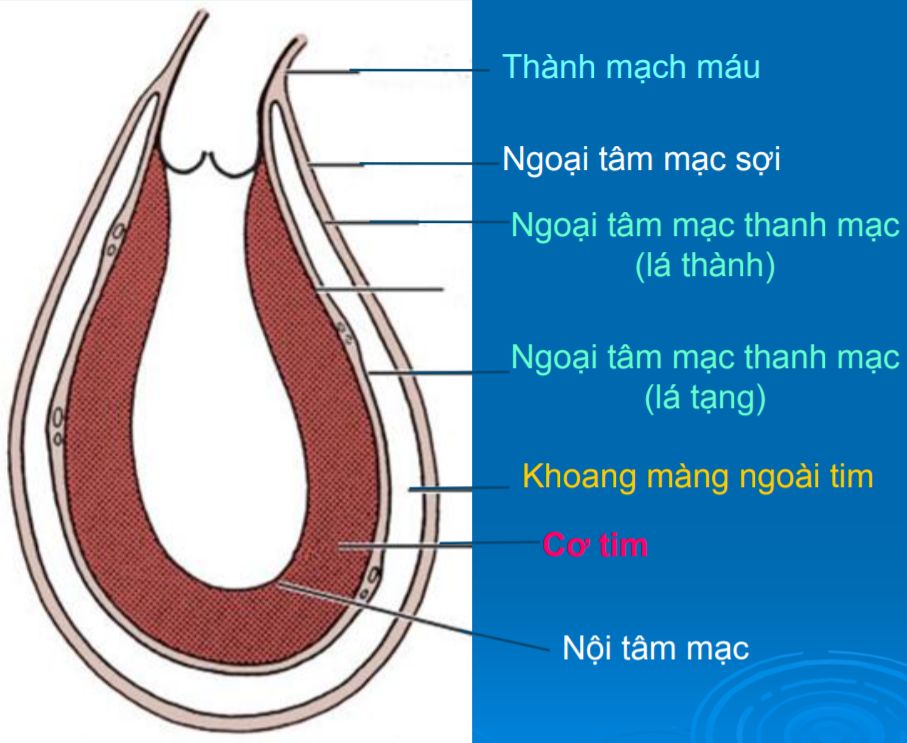 Thành mạch máu
Ngoại tâm mạc sợi
Ngoại tâm mạc thanh mạc
(lá thành)
Ngoại tâm mạc thanh mạc
(lá tạng)
Khoang màng ngoài tim
Cơ tim
Nội tâm mạc